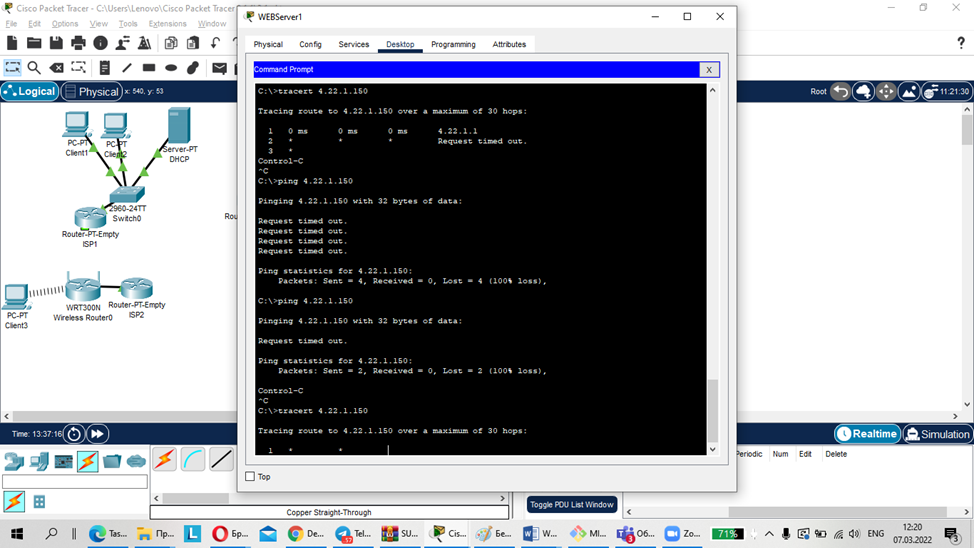 Cisco Packet Tracer - C:\Users\Lenovo\Cisco Packet Trace
File Edit Options View Tools Extensions Window
WEBServer1
Physical Config Services Desktop Programming Attributes
Logical Physical x: 540, y: 53
Root 11:21:30
Command Prompt
X
C:\>tracert 4.22.1.150
Tracing route to 4.22.1.150 over a maximum of 30 hops:
1 0 ms 0 ms 0 ms 4.22.1.1
2 * * * Request timed out.
3 *
Control-C
^C
C:\>ping 4.22.1.150
Pinging 4.22.1.150 with 32 bytes of data:
Request timed out.
Request timed out.
Request timed out.
Request timed out.
Ping statistics for 4.22.1.150:
Packets: Sent = 4, Received = 0, Lost = 4 (100% loss),
C:\>ping 4.22.1.150
Pinging 4.22.1.150 with 32 bytes of data:
Request timed out.
Ping statistics for 4.22.1.150:
Packets: Sent = 2, Received = 0, Lost = 2 (100% loss),
Control-C
^C
C:\>tracert 4.22.1.150
Tracing route to 4.22.1.150 over a maximum of 30 hops:
1 * *
Top
PC-PT
Client1
PC-PT
Client2
Server-PT
DHCP
2960-24TT
Switch0
Router-PT-Empty
ISP1
Ro
PC-PT
Client3
WRT300N
Wireless Router0
Router-PT-Empty
ISP2
Time: 13:37:16
Realtime Simulation
Periodic Num Edit Delete
Toggle PDU List Window
Copper Straight-Through
Tas... Пр... L Бр... De... Tel... 17 SU... Cis... Бе... W... MI... Об... Zo... 71% ENG
12:20
07.03.2022
3